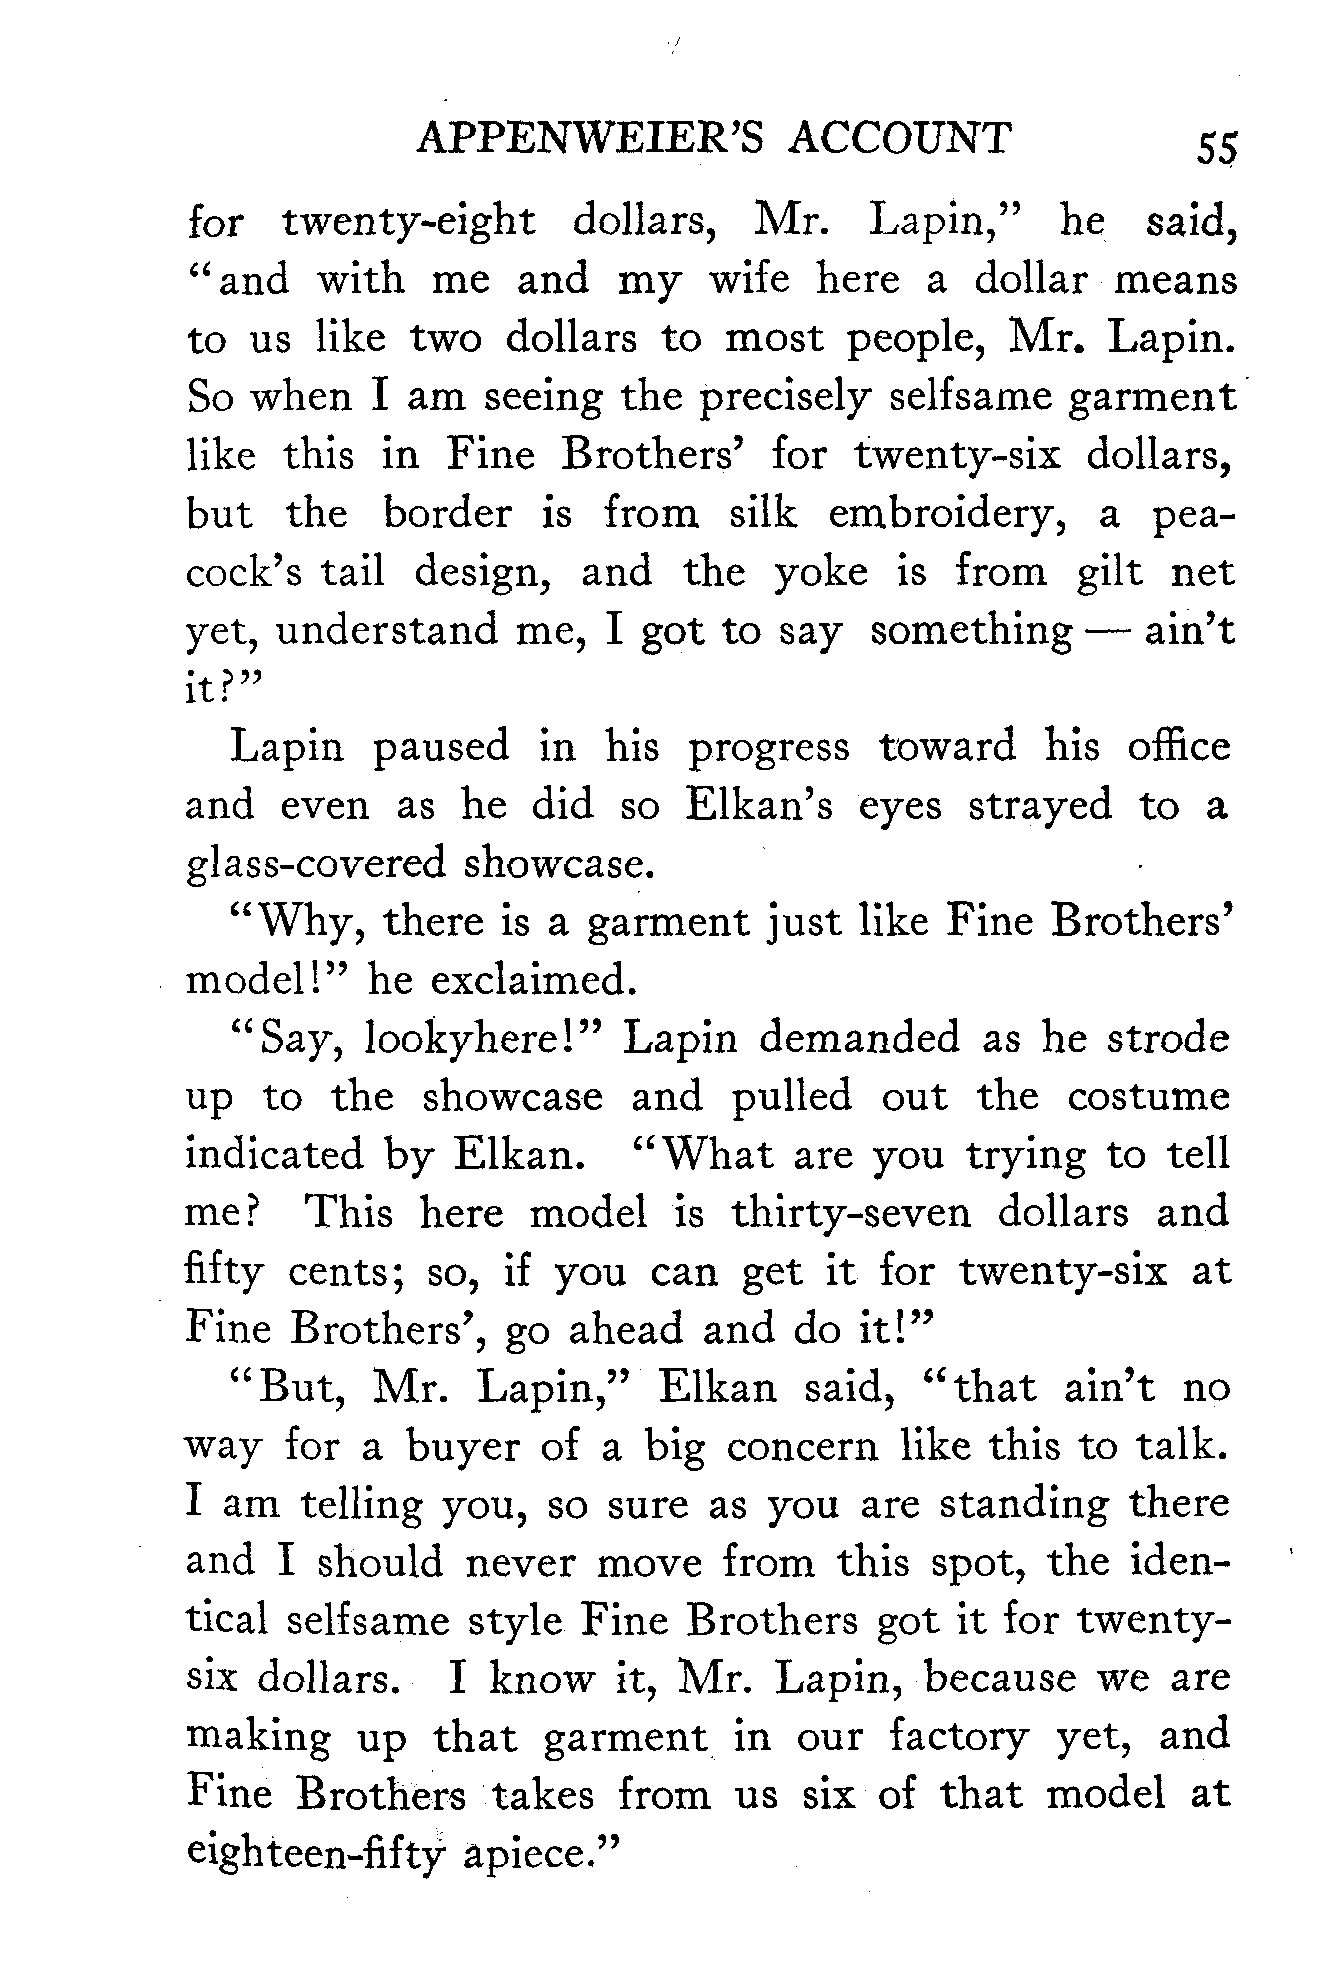 APPENWEIER'S ACCOUNT 55
for twenty-eight dollars, Mr. Lapin,” he said,
“and with me and my wife here a dollar means
to us like two dollars to most people, Mr. Lapin.
So when I am seeing the precisely selfsame garment
like this in Fine Brothers’ for twenty-six dollars,
but the border is from silk embroidery, a pea-
cock’s tail design, and the yoke is from gilt net
yet, understand me, I got to say something — ain’t
it?”
Lapin paused in his progress toward his office
and even as he did so Elkan’s eyes strayed to a
glass-covered showcase.
“Why, there is a garment just like Fine Brothers’
model!” he exclaimed.
“Say, lookyhere!” Lapin demanded as he strode
up to the showcase and pulled out the costume
indicated by Elkan. “What are you trying to tell
me? This here model is thirty-seven dollars and
fifty cents; so, if you can get it for twenty-six at
Fine Brothers’, go ahead and do it!”
“But, Mr. Lapin,” Elkan said, “that ain’t no
way for a buyer of a big concern like this to talk.
I am telling you, so sure as you are standing there
and I should never move from this spot, the iden-
tical selfsame style Fine Brothers got it for twenty-
six dollars. I know it, Mr. Lapin, because we are
making up that garment in our factory yet, and
Fine Brothers takes from us six of that model at
eighteen-fifty apiece.”